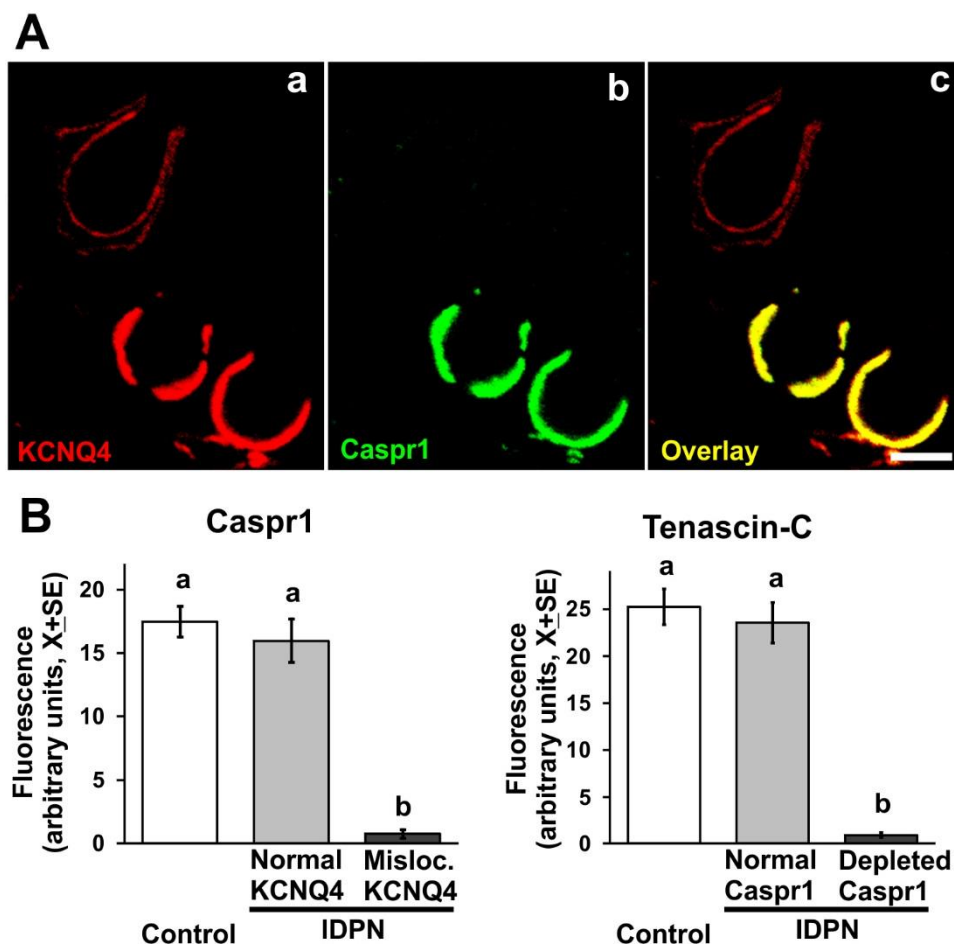 A
a
b
c
KCNQ4
Caspr1
Overlay
B
Caspr1
Fluorescence
(arbitrary units, X+SE)
20
15
10
5
0
a
a
b
Normal
KCNQ4
Misloc.
KCNQ4
Control
IDPN
Tenascin-C
Fluorescence
(arbitrary units, X+SE)
25
20
15
10
5
0
a
a
b
Normal
Caspr1
Depleted
Caspr1
Control
IDPN